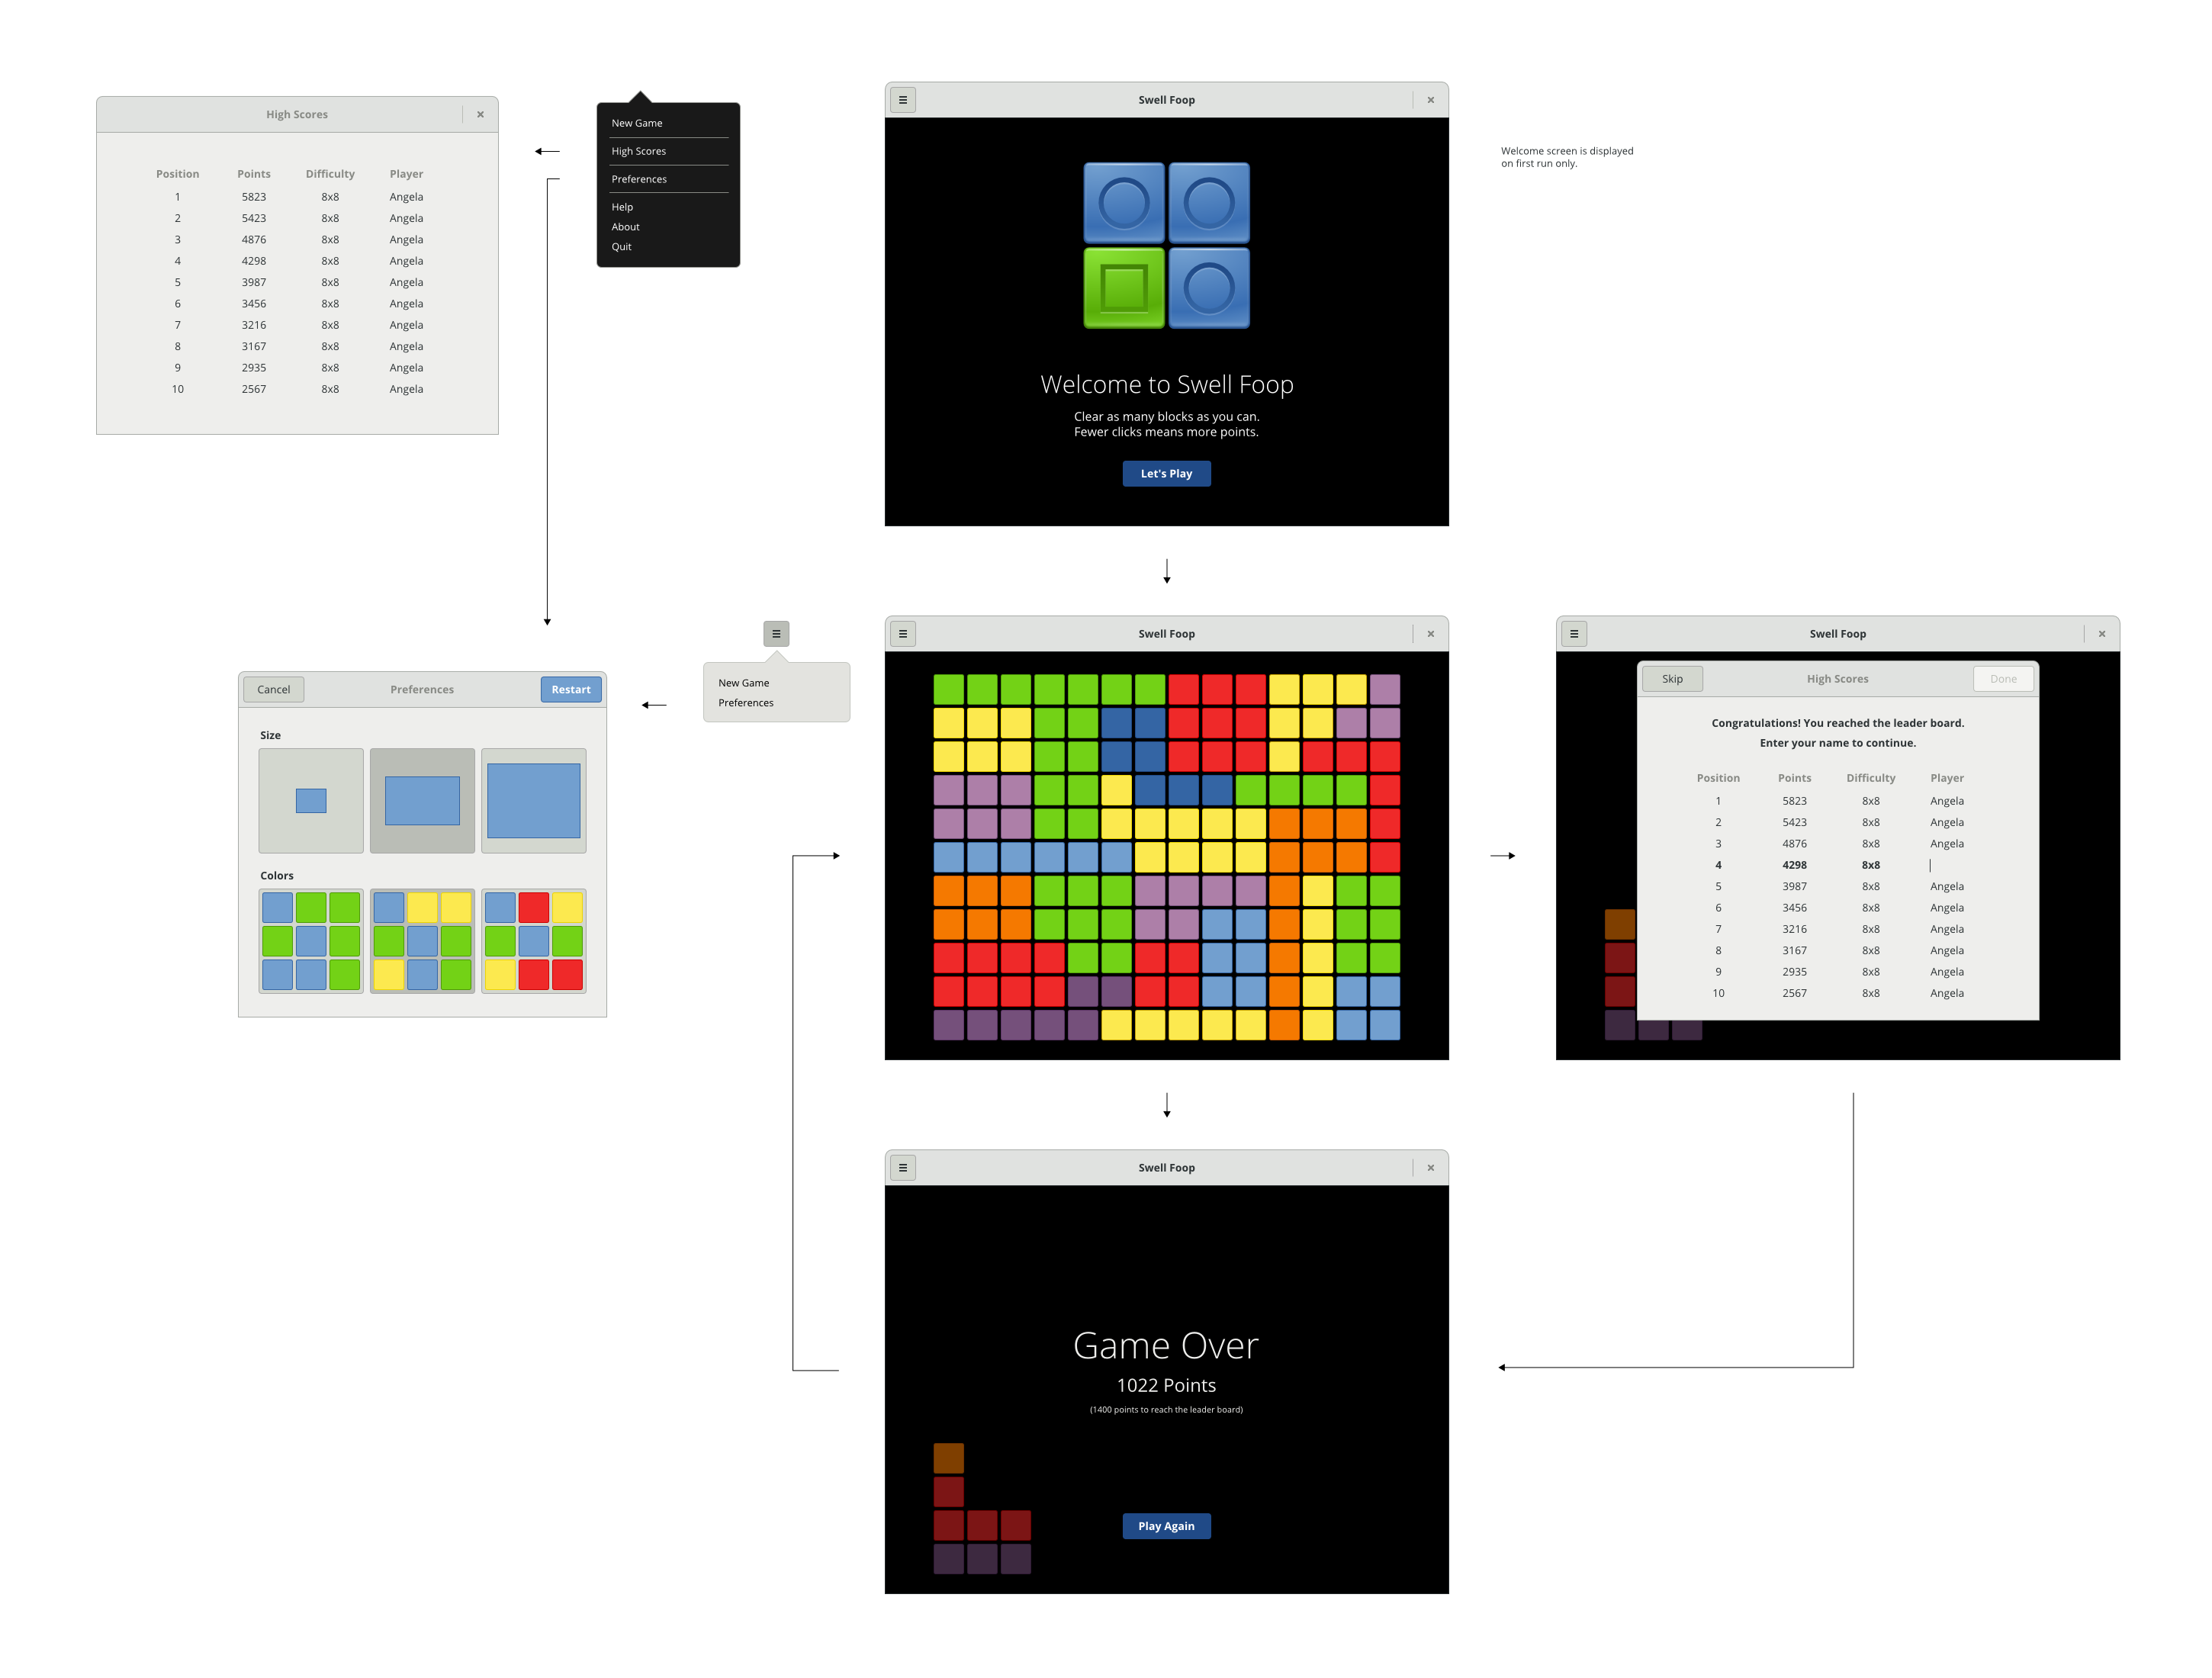 High Scores
Position Points Difficulty Player
1 5823 8x8 Angela
2 5423 8x8 Angela
3 4876 8x8 Angela
4 4298 8x8 Angela
5 3987 8x8 Angela
6 3456 8x8 Angela
7 3216 8x8 Angela
8 3167 8x8 Angela
9 2935 8x8 Angela
10 2567 8x8 Angela
New Game
High Scores
Preferences
Help
About
Quit
Swell Foop
Welcome to Swell Foop
Clear as many blocks as you can.
Fewer clicks means more points.
Let's Play
Welcome screen is displayed
on first run only.
Cancel Preferences Restart
Size
Colors
New Game
Preferences
Swell Foop
Swell Foop
Skip High Scores Done
Congratulations! You reached the leader board.
Enter your name to continue.
Position Points Difficulty Player
1 5823 8x8 Angela
2 5423 8x8 Angela
3 4876 8x8 Angela
4 4298 8x8
5 3987 8x8 Angela
6 3456 8x8 Angela
7 3216 8x8 Angela
8 3167 8x8 Angela
9 2935 8x8 Angela
10 2567 8x8 Angela
Swell Foop
Game Over
1022 Points
(1400 points to reach the leader board)
Play Again